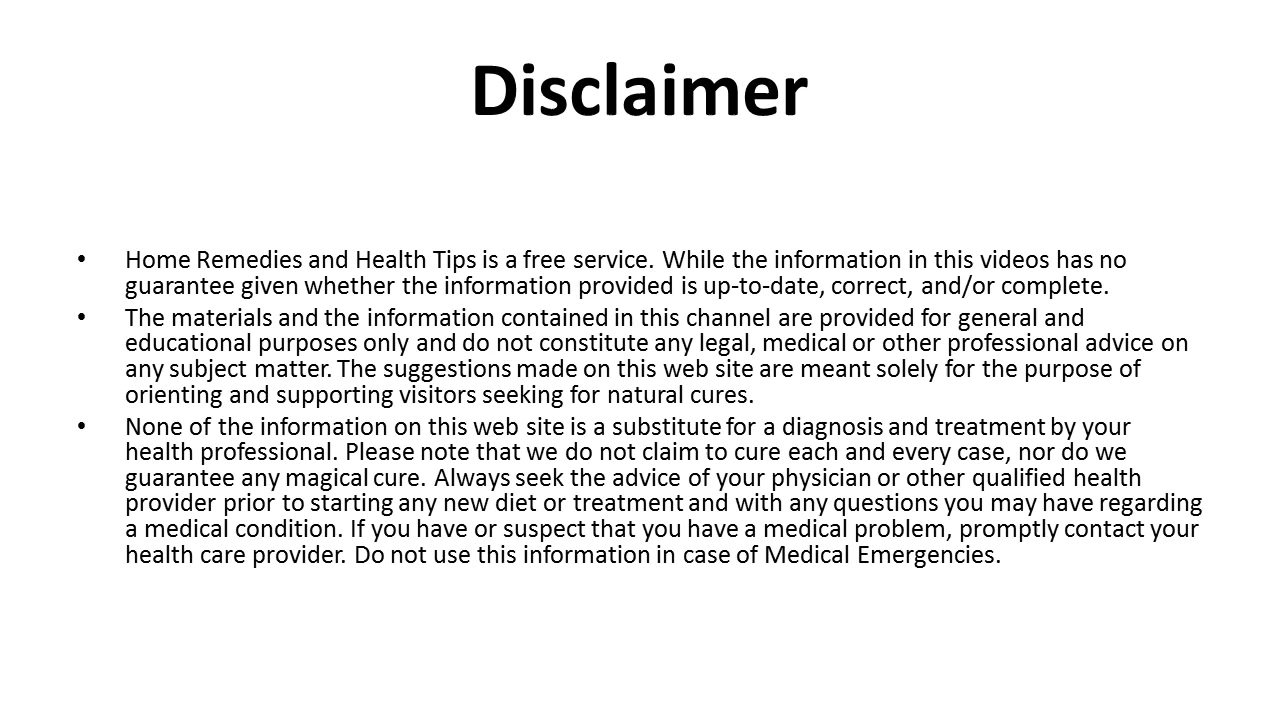 Disclaimer
• Home Remedies and Health Tips is a free service. While the information in this videos has no
guarantee given whether the information provided is up-to-date, correct, and/or complete.
• The materials and the information contained in this channel are provided for general and
educational purposes only and do not constitute any legal, medical or other professional advice on
any subject matter. The suggestions made on this web site are meant solely for the purpose of
orienting and supporting visitors seeking for natural cures.
• None of the information on this web site is a substitute for a diagnosis and treatment by your
health professional. Please note that we do not claim to cure each and every case, nor do we
guarantee any magical cure. Always seek the advice of your physician or other qualified health
provider prior to starting any new diet or treatment and with any questions you may have regarding
a medical condition. If you have or suspect that you have a medical problem, promptly contact your
health care provider. Do not use this information in case of Medical Emergencies.